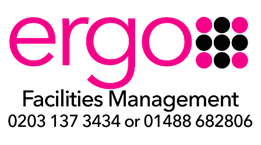 ergo
Facilities Management
0203 137 3434 or 01488 682806